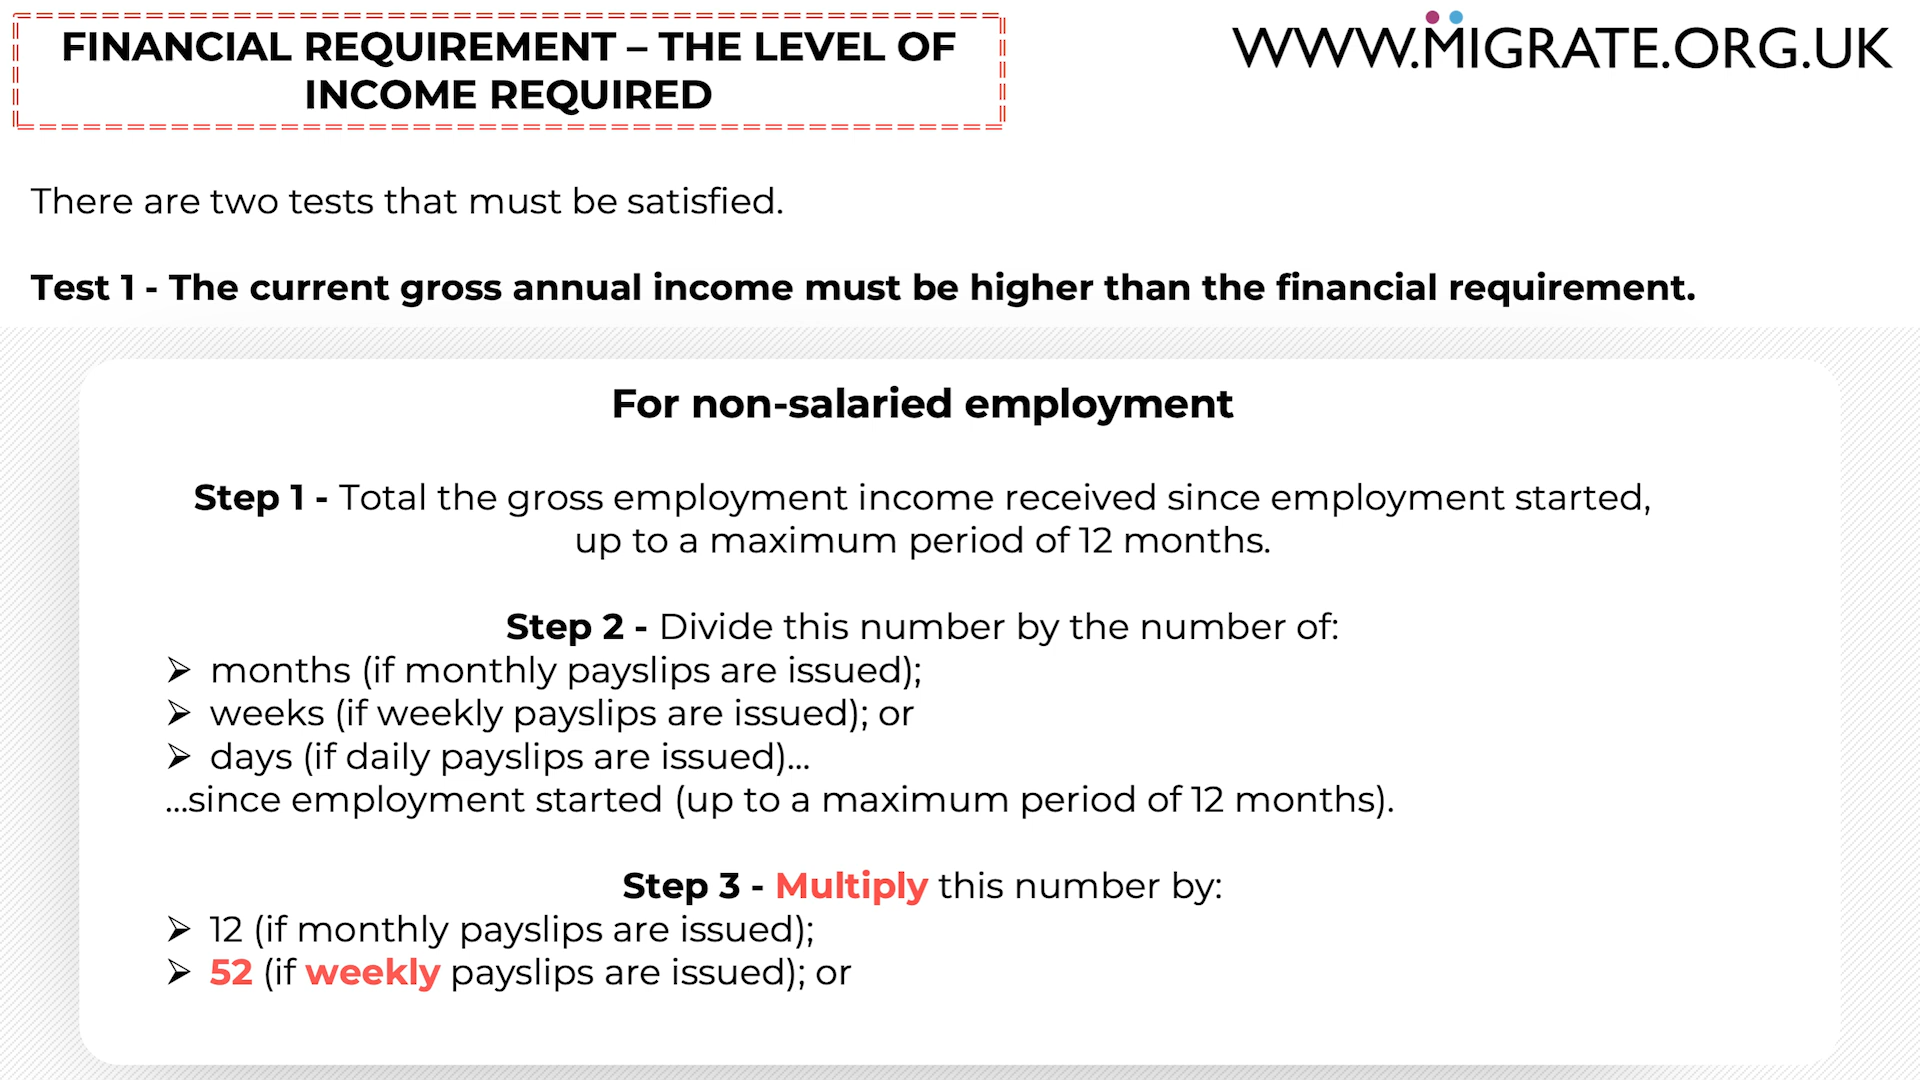 FINANCIAL REQUIREMENT – THE LEVEL OF
INCOME REQUIRED
WWW.MIGRATE.ORG.UK
There are two tests that must be satisfied.
Test 1 - The current gross annual income must be higher than the financial requirement.
For non-salaried employment
Step 1 - Total the gross employment income received since employment started,
up to a maximum period of 12 months.
Step 2 - Divide this number by the number of:
➢ months (if monthly payslips are issued);
➢ weeks (if weekly payslips are issued); or
➢ days (if daily payslips are issued)...
...since employment started (up to a maximum period of 12 months).
Step 3 - Multiply this number by:
➢ 12 (if monthly payslips are issued);
➢ 52 (if weekly payslips are issued); or